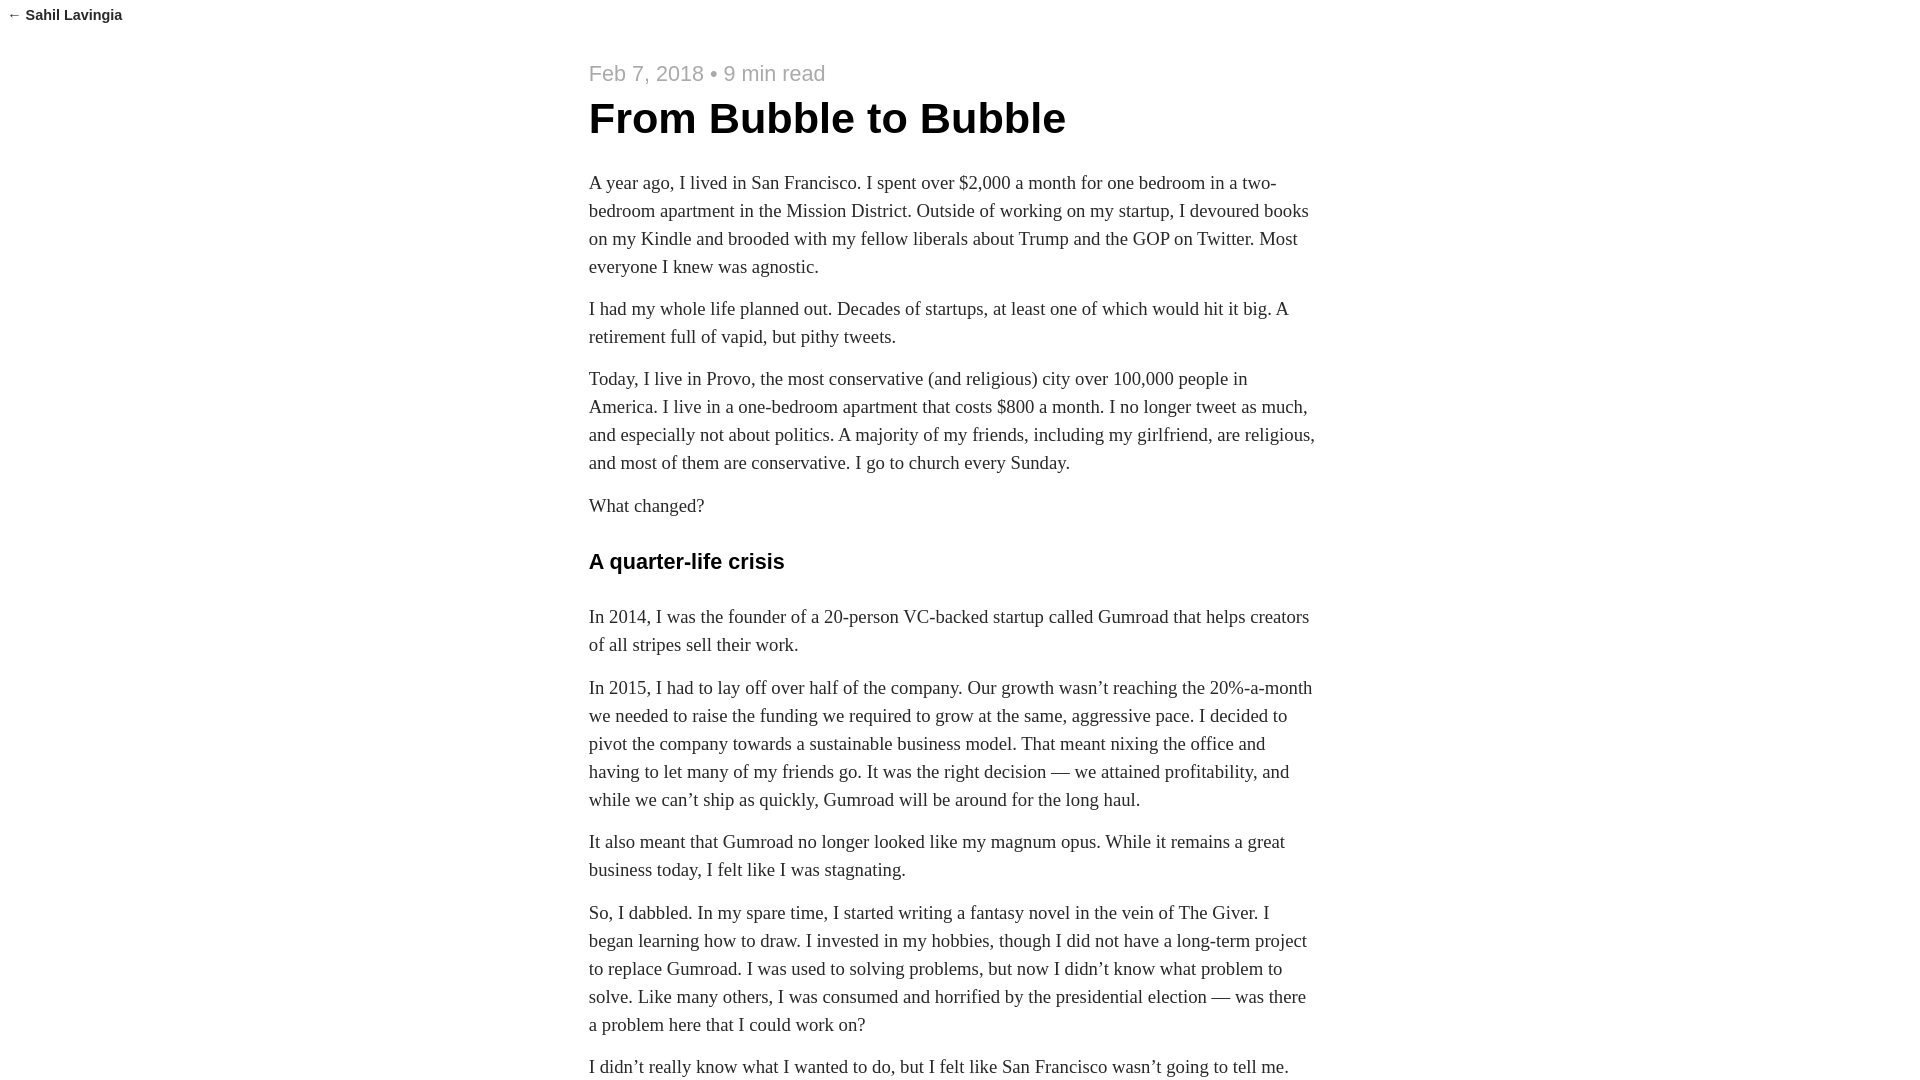 ← Sahil Lavingia
Feb 7, 2018 • 9 min read
From Bubble to Bubble
A year ago, I lived in San Francisco. I spent over $2,000 a month for one bedroom in a two-
bedroom apartment in the Mission District. Outside of working on my startup, I devoured books
on my Kindle and brooded with my fellow liberals about Trump and the GOP on Twitter. Most
everyone I knew was agnostic.
I had my whole life planned out. Decades of startups, at least one of which would hit it big. A
retirement full of vapid, but pithy tweets.
Today, I live in Provo, the most conservative (and religious) city over 100,000 people in
America. I live in a one-bedroom apartment that costs $800 a month. I no longer tweet as much,
and especially not about politics. A majority of my friends, including my girlfriend, are religious,
and most of them are conservative. I go to church every Sunday.
What changed?
A quarter-life crisis
In 2014, I was the founder of a 20-person VC-backed startup called Gumroad that helps creators
of all stripes sell their work.
In 2015, I had to lay off over half of the company. Our growth wasn’t reaching the 20%-a-month
we needed to raise the funding we required to grow at the same, aggressive pace. I decided to
pivot the company towards a sustainable business model. That meant nixing the office and
having to let many of my friends go. It was the right decision — we attained profitability, and
while we can’t ship as quickly, Gumroad will be around for the long haul.
It also meant that Gumroad no longer looked like my magnum opus. While it remains a great
business today, I felt like I was stagnating.
So, I dabbled. In my spare time, I started writing a fantasy novel in the vein of The Giver. I
began learning how to draw. I invested in my hobbies, though I did not have a long-term project
to replace Gumroad. I was used to solving problems, but now I didn’t know what problem to
solve. Like many others, I was consumed and horrified by the presidential election — was there
a problem here that I could work on?
I didn’t really know what I wanted to do, but I felt like San Francisco wasn’t going to tell me.